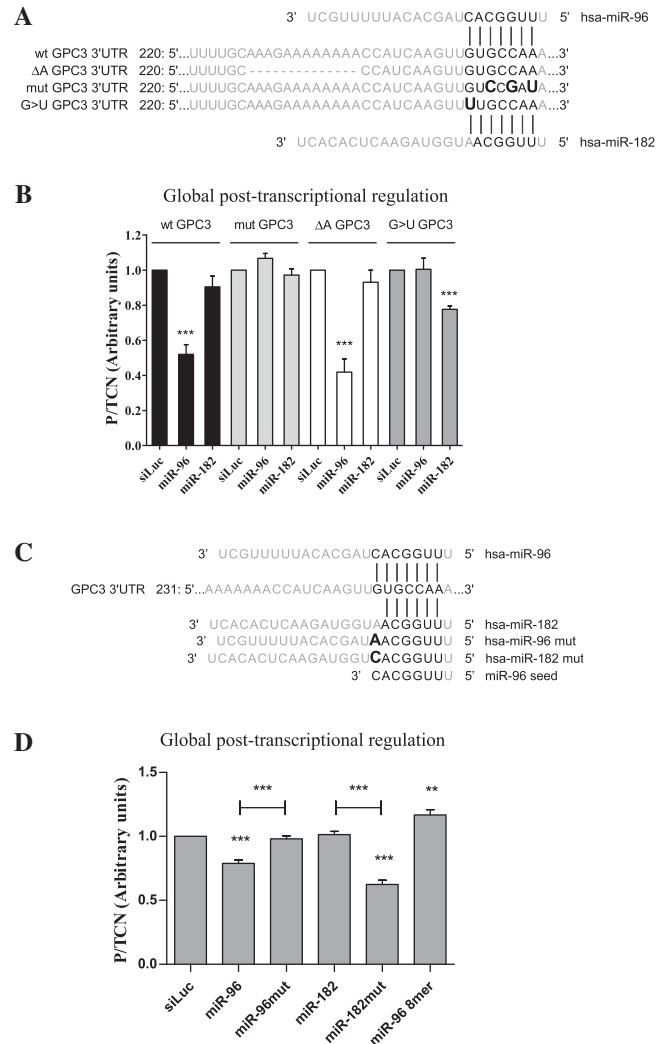 A
3' UCGUUUUUACACGAUCACGGUUU 5' hsa-miR-96
wt GPC3 3'UTR 220: 5'...UUUUGCAAAGAAAAAAACCAUCAAGUUGUGCCAAA...3'
ΔA GPC3 3'UTR 220: 5'...UUUUGC-------------CCAUCAAGUUGUGCCAAA...3'
mut GPC3 3'UTR 220: 5'...UUUUGCAAAGAAAAAAACCAUCAAGUUGUCCGAUA...3'
G>U GPC3 3'UTR 220: 5'...UUUUGCAAAGAAAAAAACCAUCAAGUUUUGCCAAA...3'
3' UCACACUCAAGAUGGUAACGGUUU 5' hsa-miR-182
B
Global post-transcriptional regulation
wt GPC3 mut GPC3 ΔA GPC3 G>U GPC3
P/TCN (Arbitrary units)
1.2
1.0
0.8
0.6
0.4
0.2
0.0
*** *** ***
siLuc miR-96 miR-182 siLuc miR-96 miR-182 siLuc miR-96 miR-182 siLuc miR-96 miR-182
C
3' UCGUUUUUACACGAUCACGGUUU 5' hsa-miR-96
GPC3 3'UTR 231: 5'...AAAAAAACCAUCAAGUUGUGCCAAA...3'
3' UCACACUCAAGAUGGUAACGGUUU 5' hsa-miR-182
3' UCGUUUUUACACGAUAACGGUUU 5' hsa-miR-96 mut
3' UCACACUCAAGAUGGUCACGGUUU 5' hsa-miR-182 mut
3' CACGGUUU 5' miR-96 seed
D
Global post-transcriptional regulation
P/TCN (Arbitrary units)
1.5
1.0
0.5
0.0
*** *** *** *** **
siLuc miR-96 miR-96mut miR-182 miR-182mut miR-96 8mer